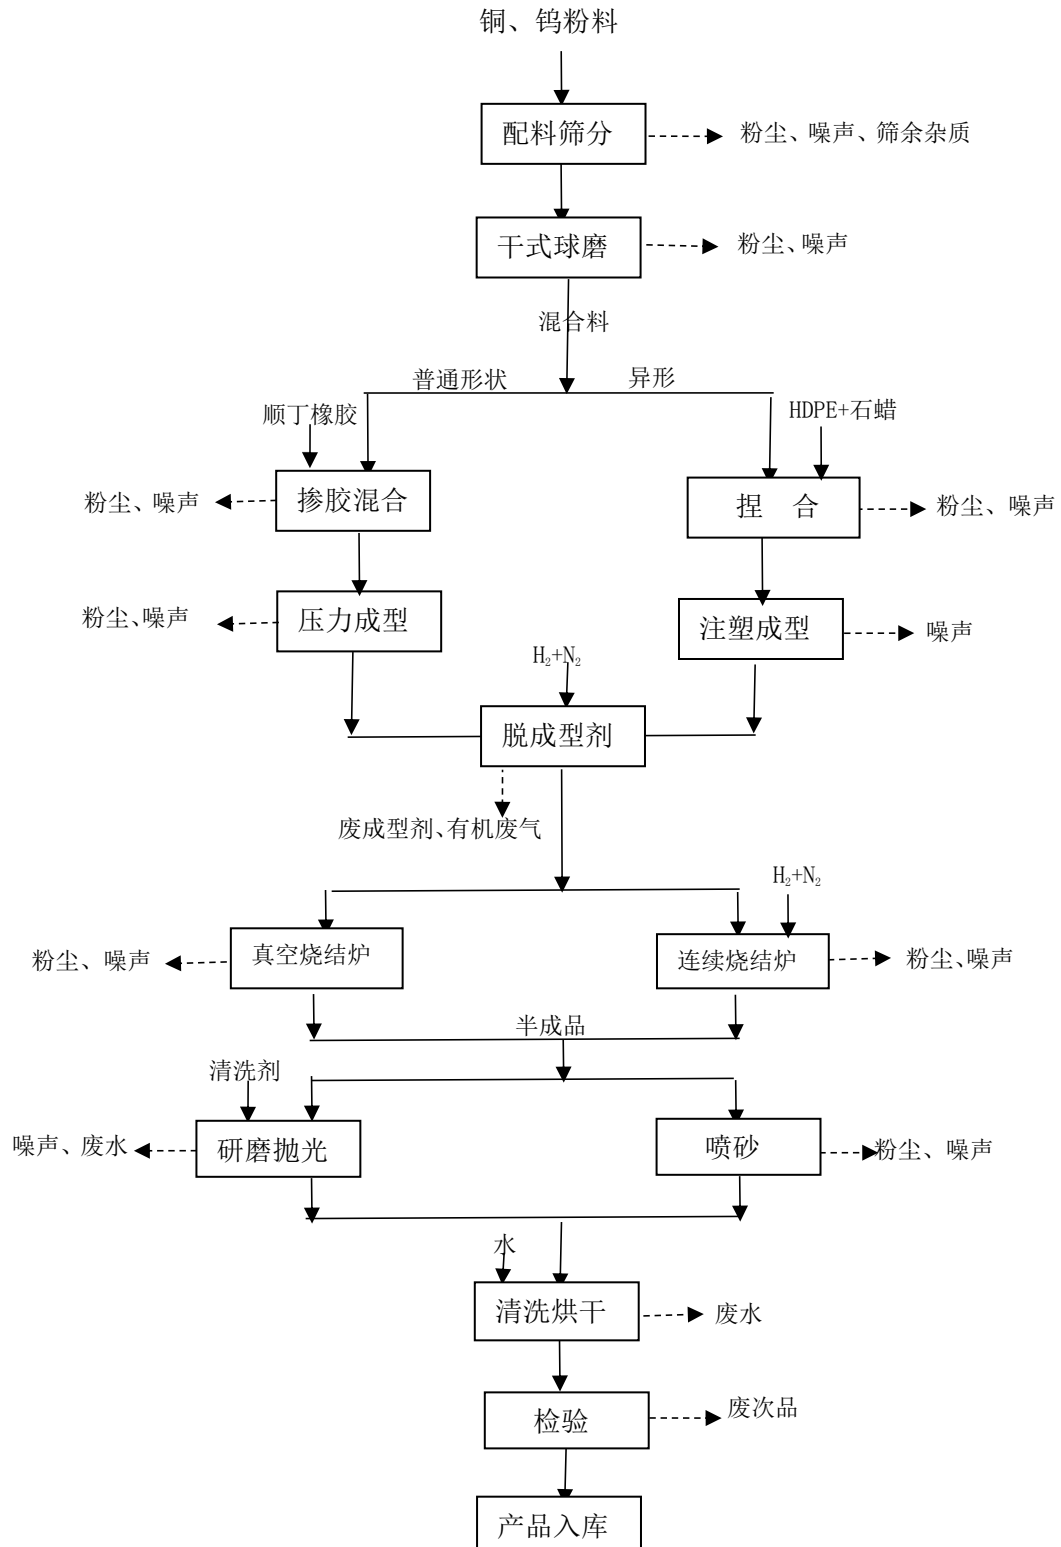 铜、钨粉料
配料筛分
粉尘、噪声、筛余杂质
干式球磨
粉尘、噪声
混合料
普通形状
异形
顺丁橡胶
HDPE+石蜡
粉尘、噪声
掺胶混合
捏 合
粉尘、噪声
粉尘、噪声
压力成型
注塑成型
噪声
H₂+N₂
脱成型剂
废成型剂、有机废气
H₂+N₂
粉尘、噪声
真空烧结炉
连续烧结炉
粉尘、噪声
半成品
清洗剂
噪声、废水
研磨抛光
喷砂
粉尘、噪声
水
清洗烘干
废水
检验
废次品
产品入库